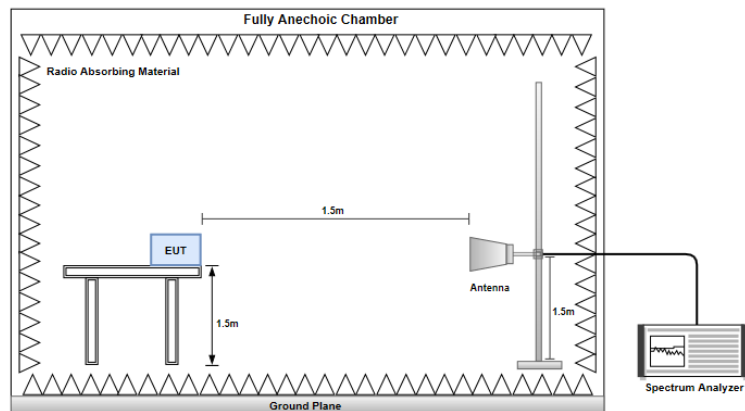 Fully Anechoic Chamber
Radio Absorbing Material
1.5m
EUT
Antenna
1.5m
1.5m
Spectrum Analyzer
Ground Plane